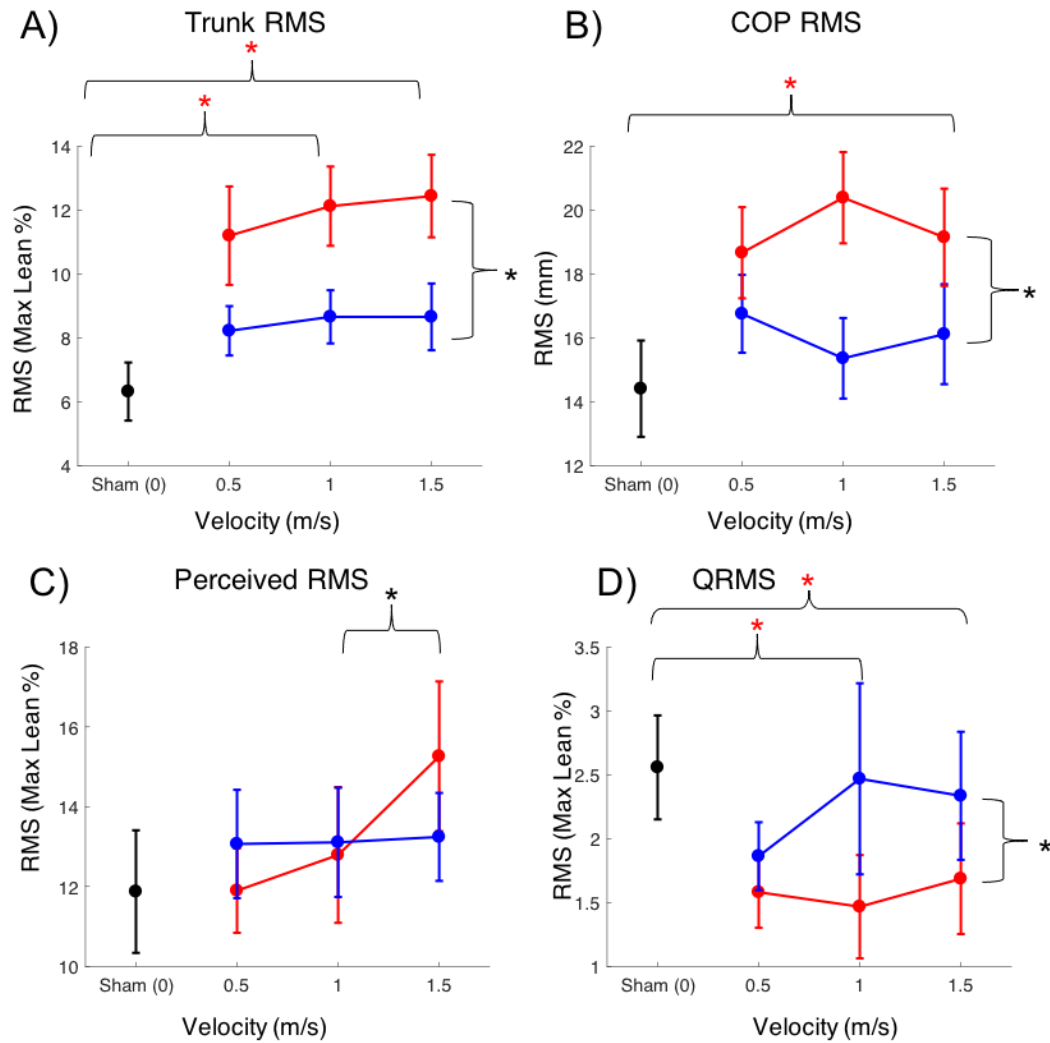 A)
Trunk RMS
*
*
RMS (Max Lean %)
14
12
10
8
6
4
*
Sham (0)
0.5
1
1.5
Velocity (m/s)
B)
COP RMS
*
RMS (mm)
22
20
18
16
14
12
*
Sham (0)
0.5
1
1.5
Velocity (m/s)
C)
Perceived RMS
*
RMS (Max Lean %)
18
16
14
12
10
Sham (0)
0.5
1
1.5
Velocity (m/s)
D)
QRMS
*
*
RMS (Max Lean %)
3.5
3
2.5
2
1.5
1
*
Sham (0)
0.5
1
1.5
Velocity (m/s)